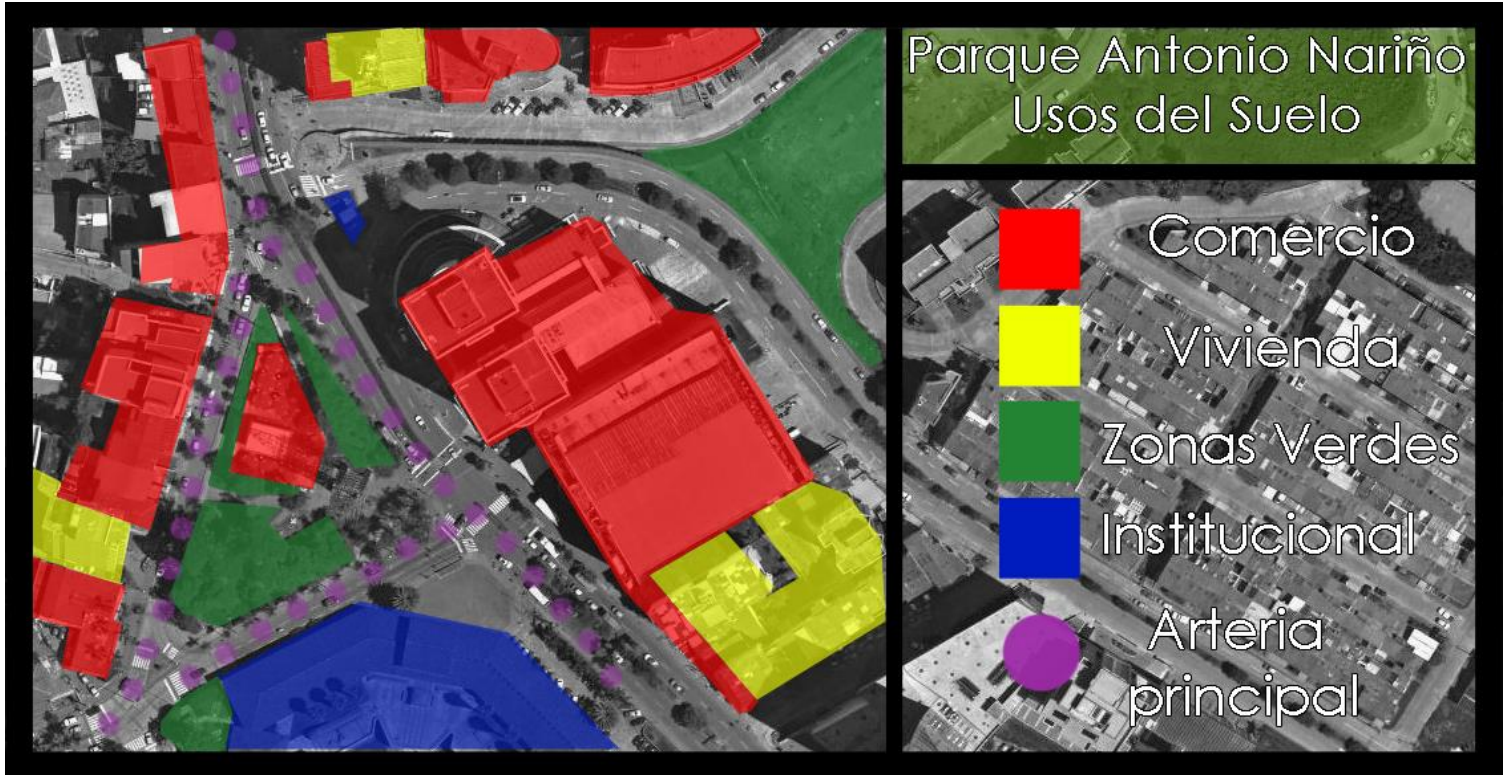 Parque Antonio Nariño
Usos del Suelo
Comercio
Vivienda
Zonas Verdes
Institucional
Arteria
principal